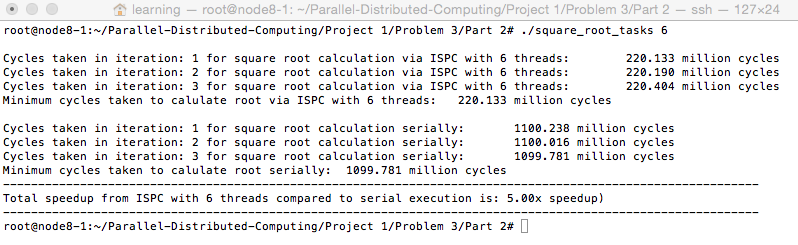 learning — root@node8-1: ~/Parallel-Distributed-Computing/Project 1/Problem 3/Part 2 — ssh — 127×24
root@node8-1:~/Parallel-Distributed-Computing/Project 1/Problem 3/Part 2# ./square_root_tasks 6
Cycles taken in iteration: 1 for square root calculation via ISPC with 6 threads: 220.133 million cycles
Cycles taken in iteration: 2 for square root calculation via ISPC with 6 threads: 220.190 million cycles
Cycles taken in iteration: 3 for square root calculation via ISPC with 6 threads: 220.404 million cycles
Minimum cycles taken to calulate root via ISPC with 6 threads: 220.133 million cycles
Cycles taken in iteration: 1 for square root calculation serially: 1100.238 million cycles
Cycles taken in iteration: 2 for square root calculation serially: 1100.016 million cycles
Cycles taken in iteration: 3 for square root calculation serially: 1099.781 million cycles
Minimum cycles taken to calulate root serially: 1099.781 million cycles
Total speedup from ISPC with 6 threads compared to serial execution is: 5.00x speedup)
root@node8-1:~/Parallel-Distributed-Computing/Project 1/Problem 3/Part 2#